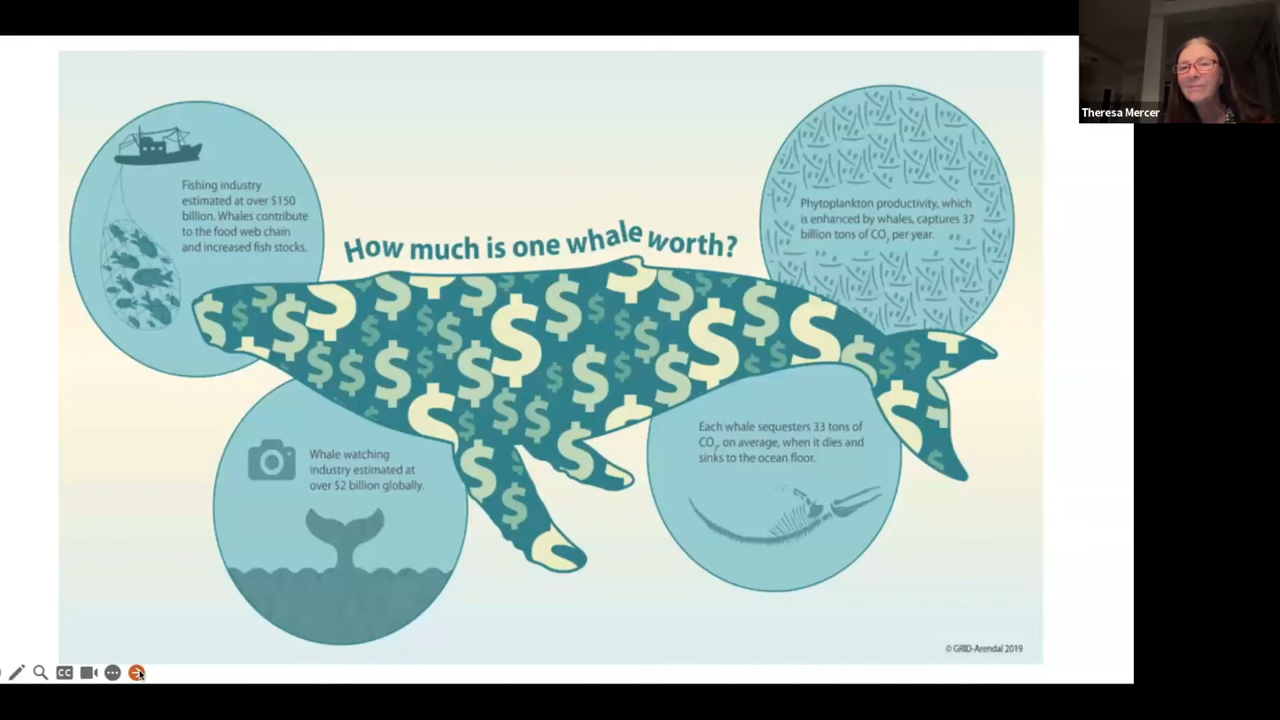 Theresa Mercer
Fishing industry
estimated at over $150
billion. Whales contribute
to the food web chain
and increased fish stocks.
How much is one whale worth?
Phytoplankton productivity, which
is enhanced by whales, captures 37
billion tons of CO₂ per year.
Whale watching
industry estimated at
over $2 billion globally.
Each whale sequesters 33 tons of
CO₂, on average, when it dies and
sinks to the ocean floor.
© GRID-Arendal 2019
CC